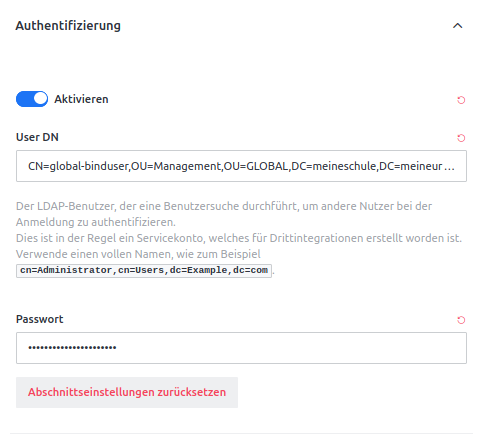 Authentifizierung
Aktivieren
User DN
CN=global-binduser,OU=Management,OU=GLOBAL,DC=meineschule,DC=meineur ...
Der LDAP-Benutzer, der eine Benutzersuche durchführt, um andere Nutzer bei der
Anmeldung zu authentifizieren.
Dies ist in der Regel ein Servicekonto, welches für Drittintegrationen erstellt worden ist.
Verwende einen vollen Namen, wie zum Beispiel
cn=Administrator,cn=Users,dc=Example,dc=com.
Passwort
••••••••••••••••••••••
Abschnittseinstellungen zurücksetzen